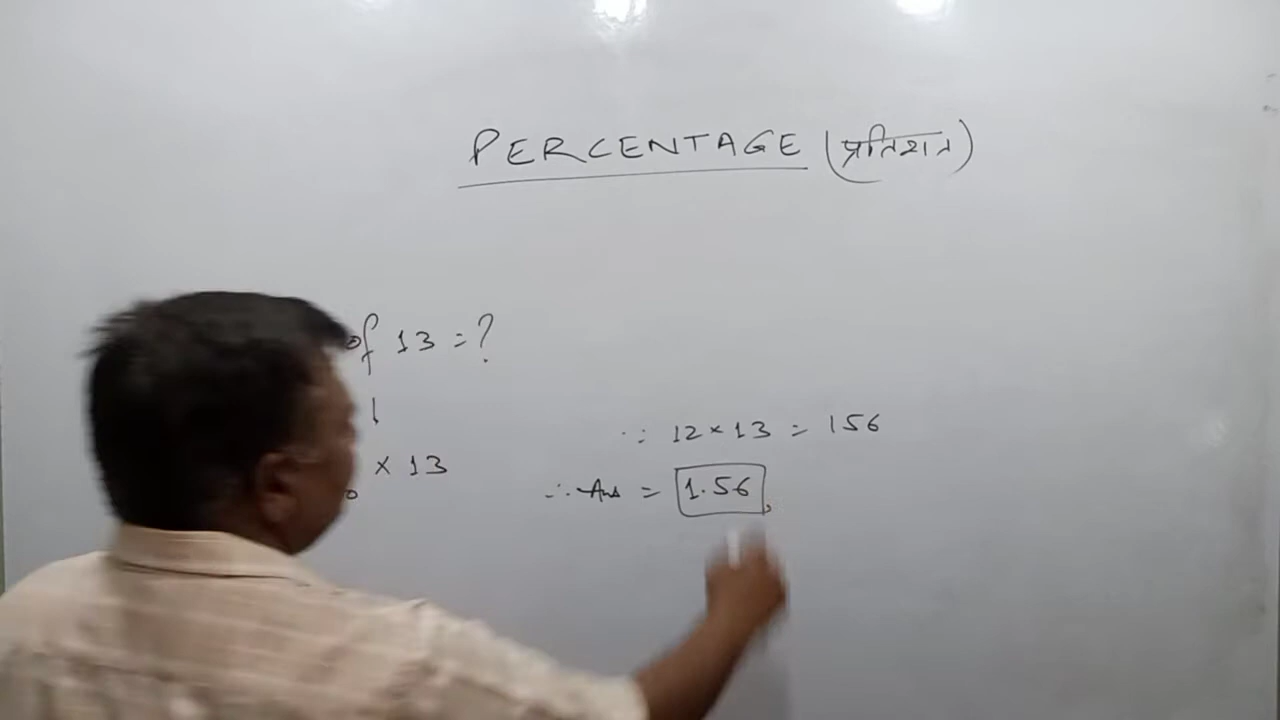 PERCENTAGE (प्रतिशत)
of 13 = ?
× 13
∵ 12 × 13 = 156
∴ Ans = 1.56